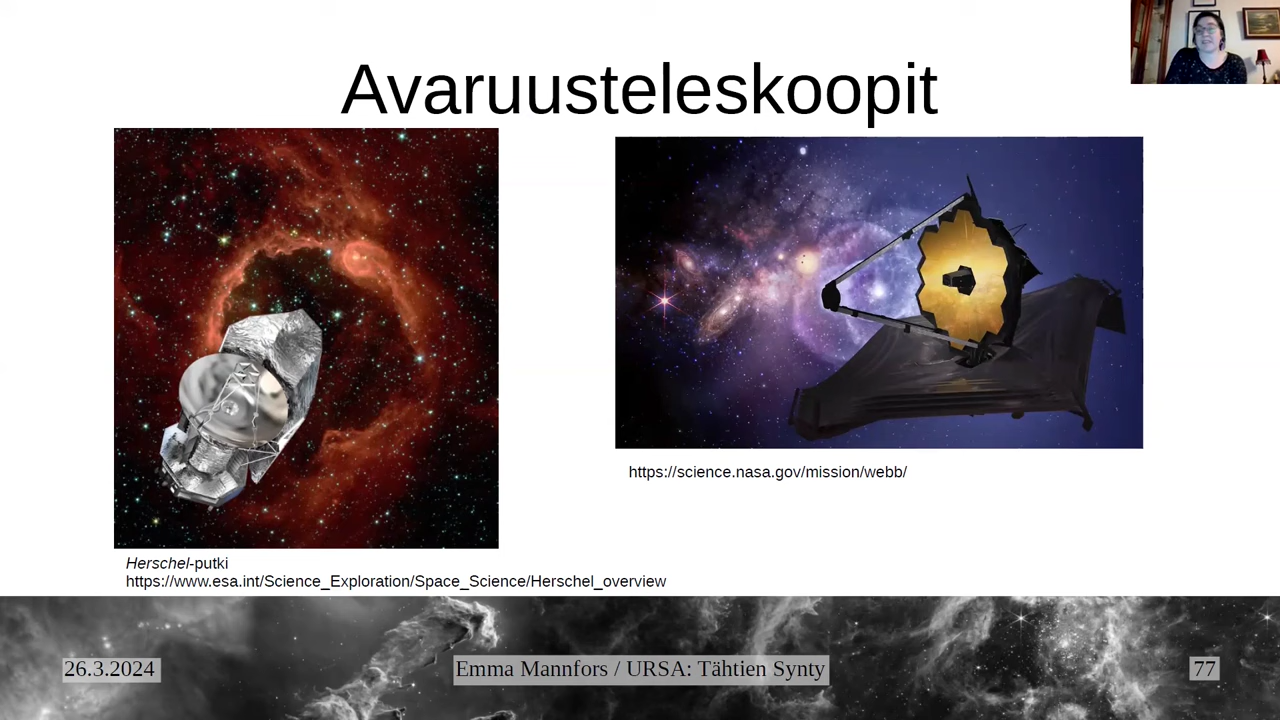 Avaruusteleskoopit
https://science.nasa.gov/mission/webb/
Herschel-putki
https://www.esa.int/Science_Exploration/Space_Science/Herschel_overview
26.3.2024
Emma Mannfors / URSA: Tähtien Synty
77